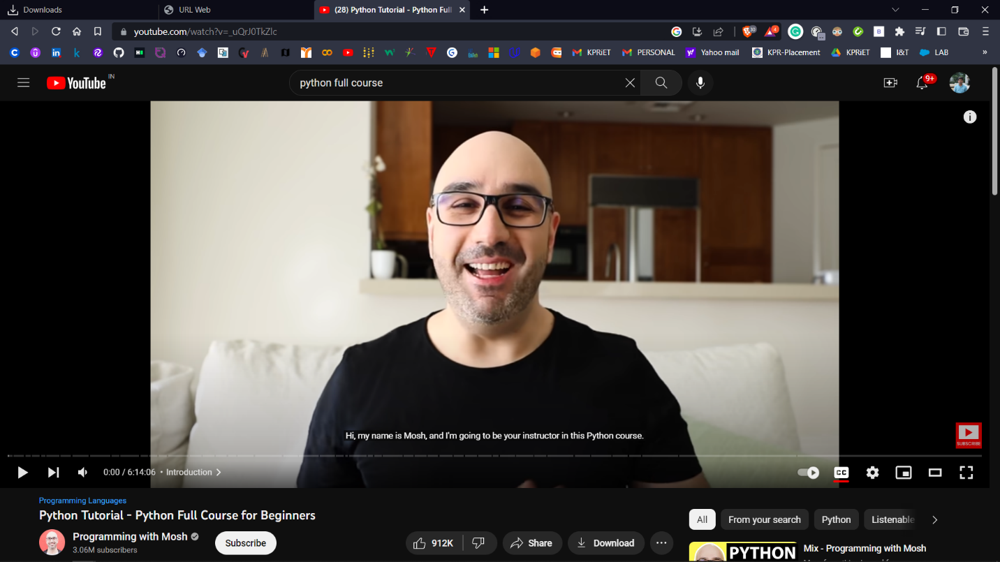 Downloads
URL Web
(28) Python Tutorial - Python Full
youtube.com/watch?v=_uQrJ0TkZlc
KPRiET
PERSONAL
Yahoo mail
KPR-Placement
KPRiET
I&T
LAB
»
YouTube IN
python full course
9+
Hi, my name is Mosh, and I'm going to be your instructor in this Python course.
SUBSCRIBE
0:00 / 6:14:06 • Introduction
CC
Programming Languages
Python Tutorial - Python Full Course for Beginners
Programming with Mosh
3.06M subscribers
Subscribe
912K
Share
Download
All
From your search
Python
Listenable
PYTHON
Mix - Programming with Mosh